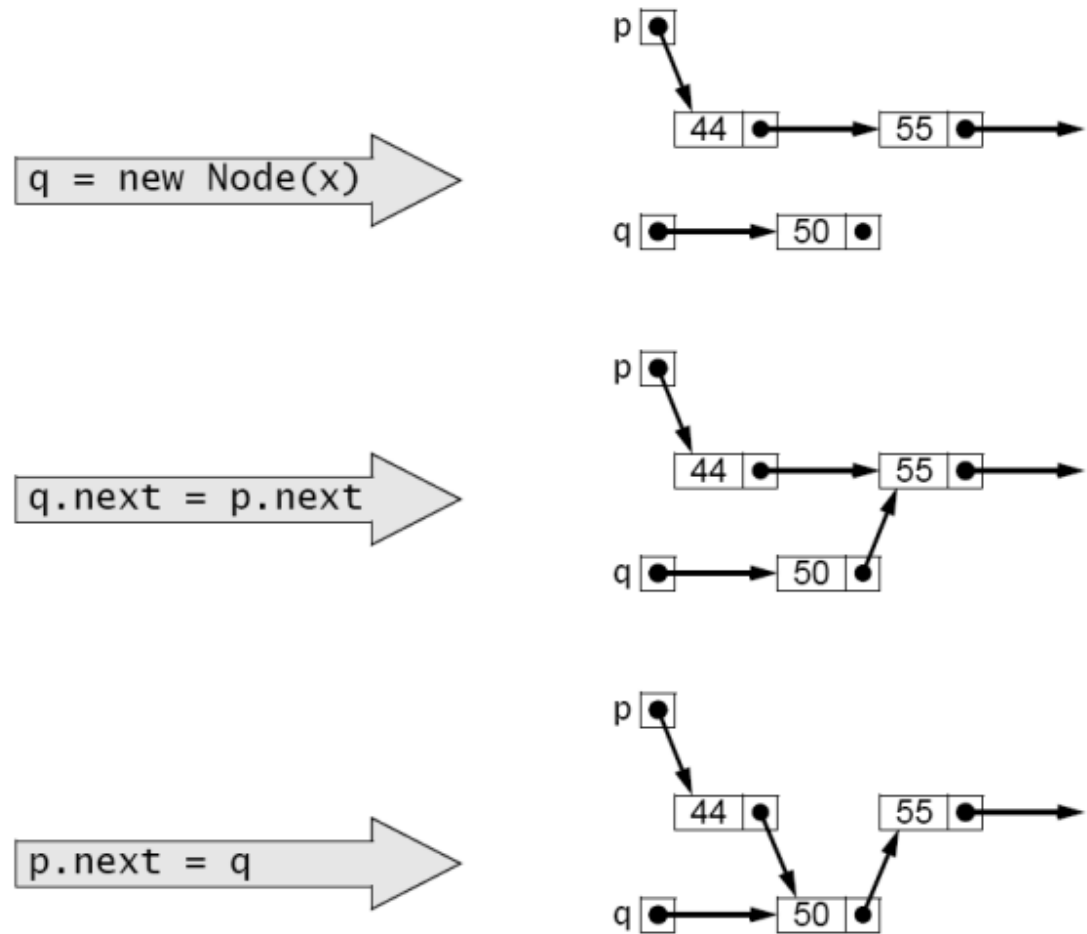 p
44 55
q = new Node(x)
q 50
p
44 55
q.next = p.next
q 50
p
44 55
p.next = q
q 50